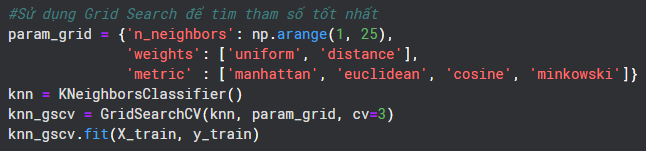 #Sử dụng Grid Search để tìm tham số tốt nhất
param_grid = {'n_neighbors': np.arange(1, 25),
              'weights': ['uniform', 'distance'],
              'metric' : ['manhattan', 'euclidean', 'cosine', 'minkowski']}
knn = KNeighborsClassifier()
knn_gscv = GridSearchCV(knn, param_grid, cv=3)
knn_gscv.fit(X_train, y_train)